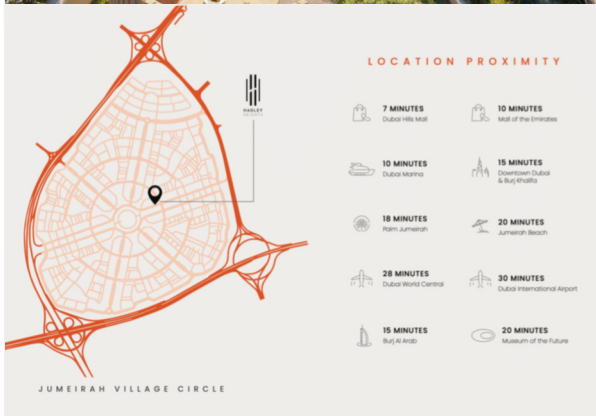 LOCATION PROXIMITY
HADLEY
HEIGHTS
7 MINUTES
Dubai Hills Mall
10 MINUTES
Mall of the Emirates
10 MINUTES
Dubai Marina
15 MINUTES
Downtown Dubai
& Burj Khalifa
18 MINUTES
Palm Jumeirah
20 MINUTES
Jumeirah Beach
28 MINUTES
Dubai World Central
30 MINUTES
Dubai International Airport
15 MINUTES
Burj Al Arab
20 MINUTES
Museum of the Future
JUMEIRAH VILLAGE CIRCLE